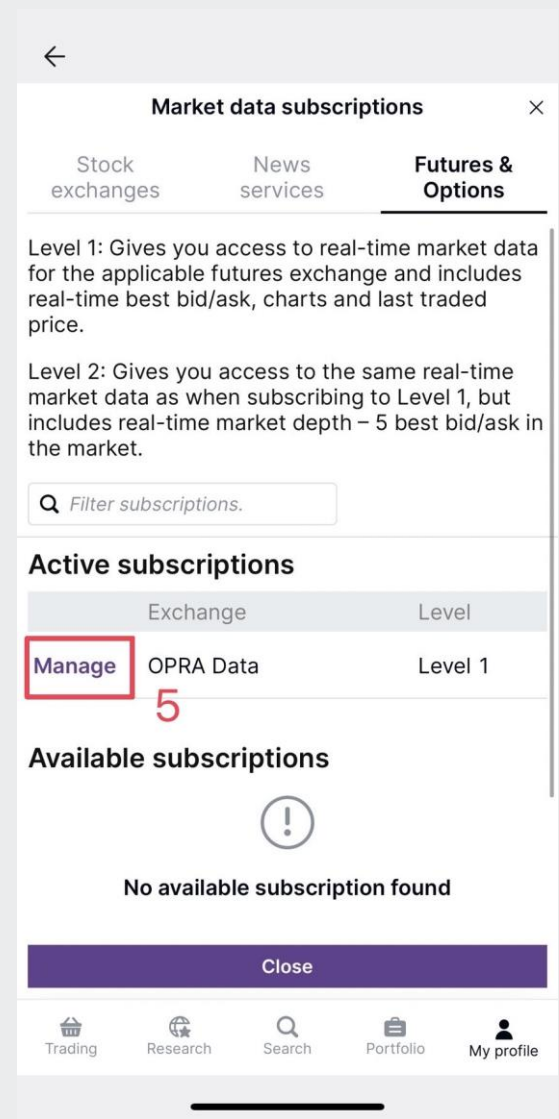 Market data subscriptions
Stock
exchanges
News
services
Futures &
Options
Level 1: Gives you access to real-time market data
for the applicable futures exchange and includes
real-time best bid/ask, charts and last traded
price.
Level 2: Gives you access to the same real-time
market data as when subscribing to Level 1, but
includes real-time market depth – 5 best bid/ask in
the market.
Filter subscriptions.
Active subscriptions
Exchange Level
Manage OPRA Data Level 1
5
Available subscriptions
No available subscription found
Close
Trading Research Search Portfolio My profile